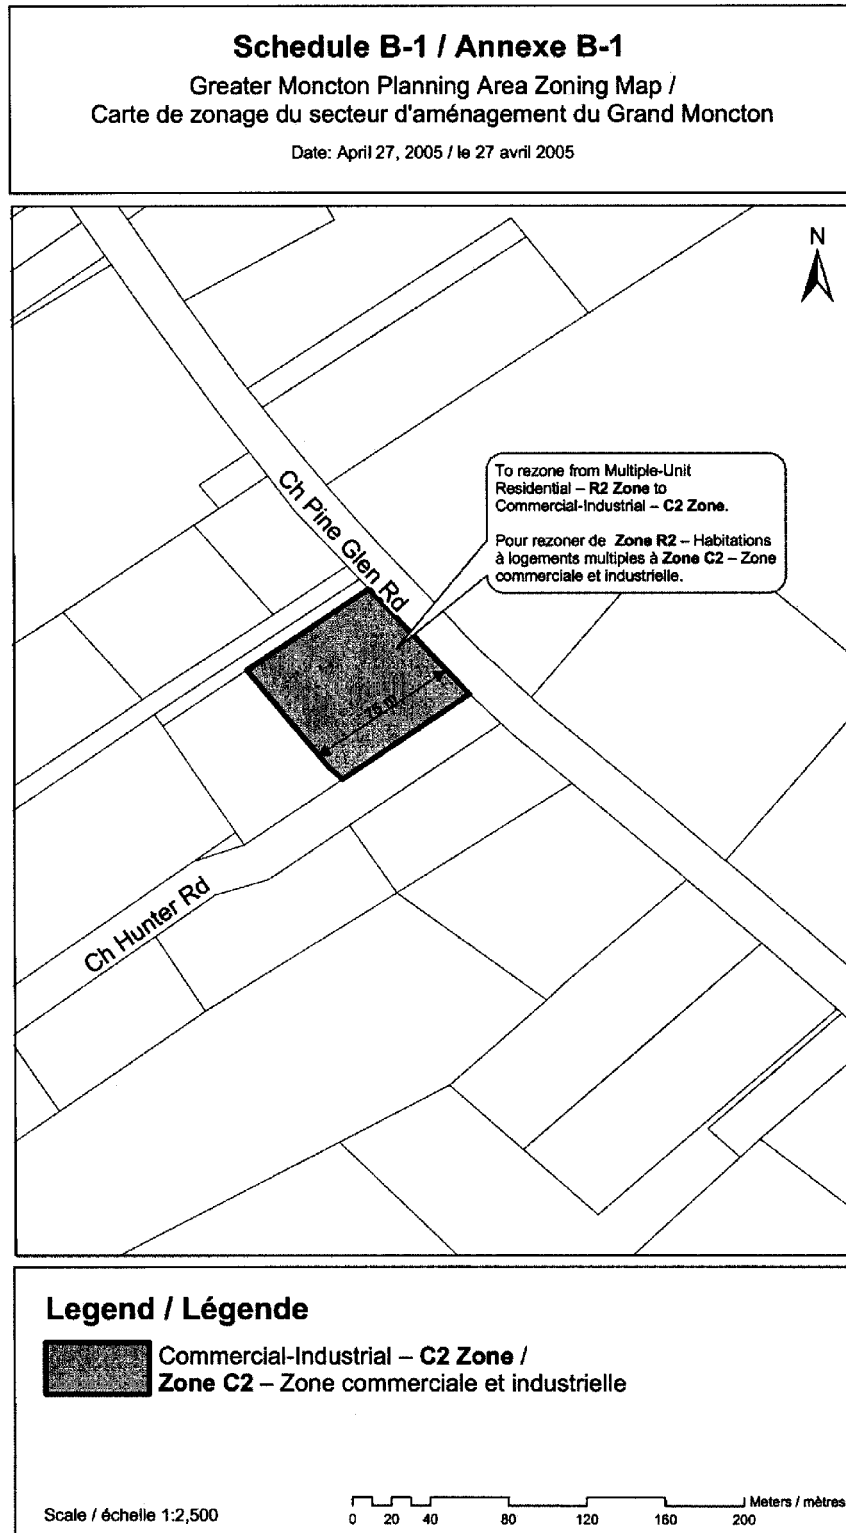 Schedule B-1 / Annexe B-1
Greater Moncton Planning Area Zoning Map /
Carte de zonage du secteur d'aménagement du Grand Moncton
Date: April 27, 2005 / le 27 avril 2005
N
To rezone from Multiple-Unit
Residential – R2 Zone to
Commercial-Industrial – C2 Zone.
Pour rezoner de Zone R2 – Habitations
à logements multiples à Zone C2 – Zone
commerciale et industrielle.
Ch Pine Glen Rd
75 m
Ch Hunter Rd
Legend / Légende
Commercial-Industrial – C2 Zone /
Zone C2 – Zone commerciale et industrielle
Scale / échelle 1:2,500
Meters / mètres
0 20 40 80 120 160 200